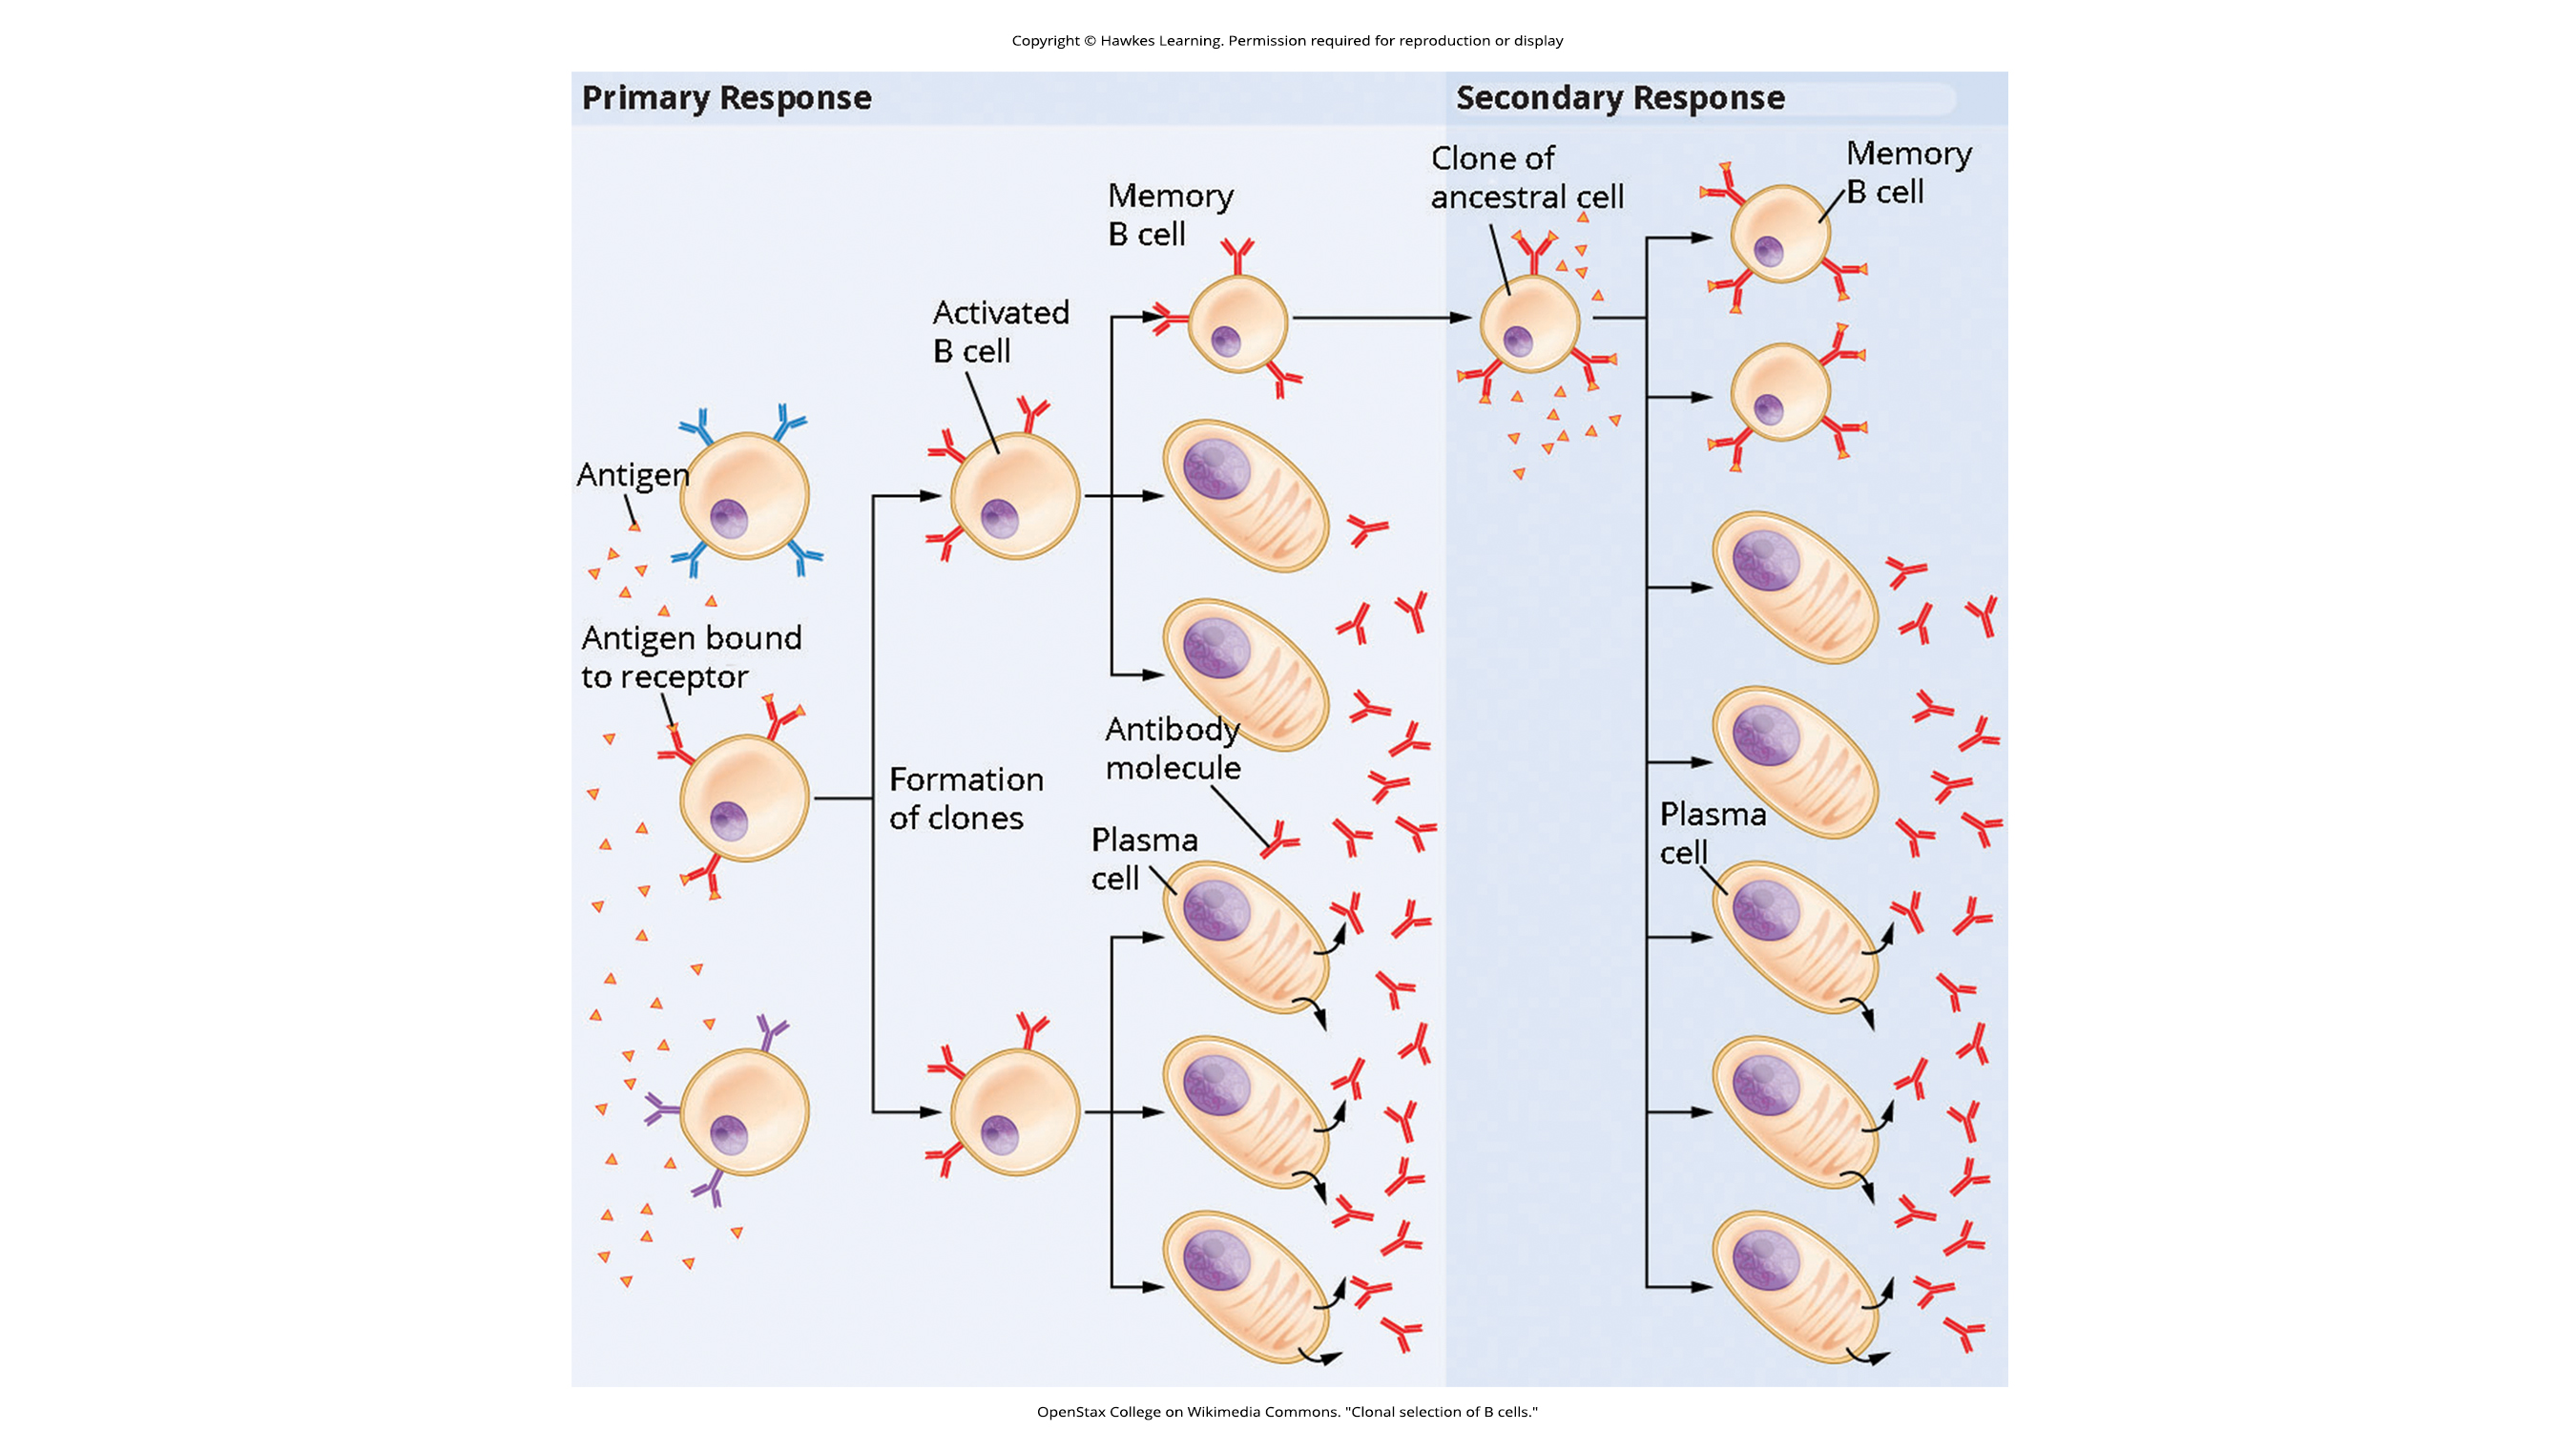 Copyright © Hawkes Learning. Permission required for reproduction or display
Primary Response
Secondary Response
Antigen
Antigen bound
to receptor
Formation
of clones
Activated
B cell
Memory
B cell
Antibody
molecule
Plasma
cell
Clone of
ancestral cell
Memory
B cell
Plasma
cell
OpenStax College on Wikimedia Commons. "Clonal selection of B cells."